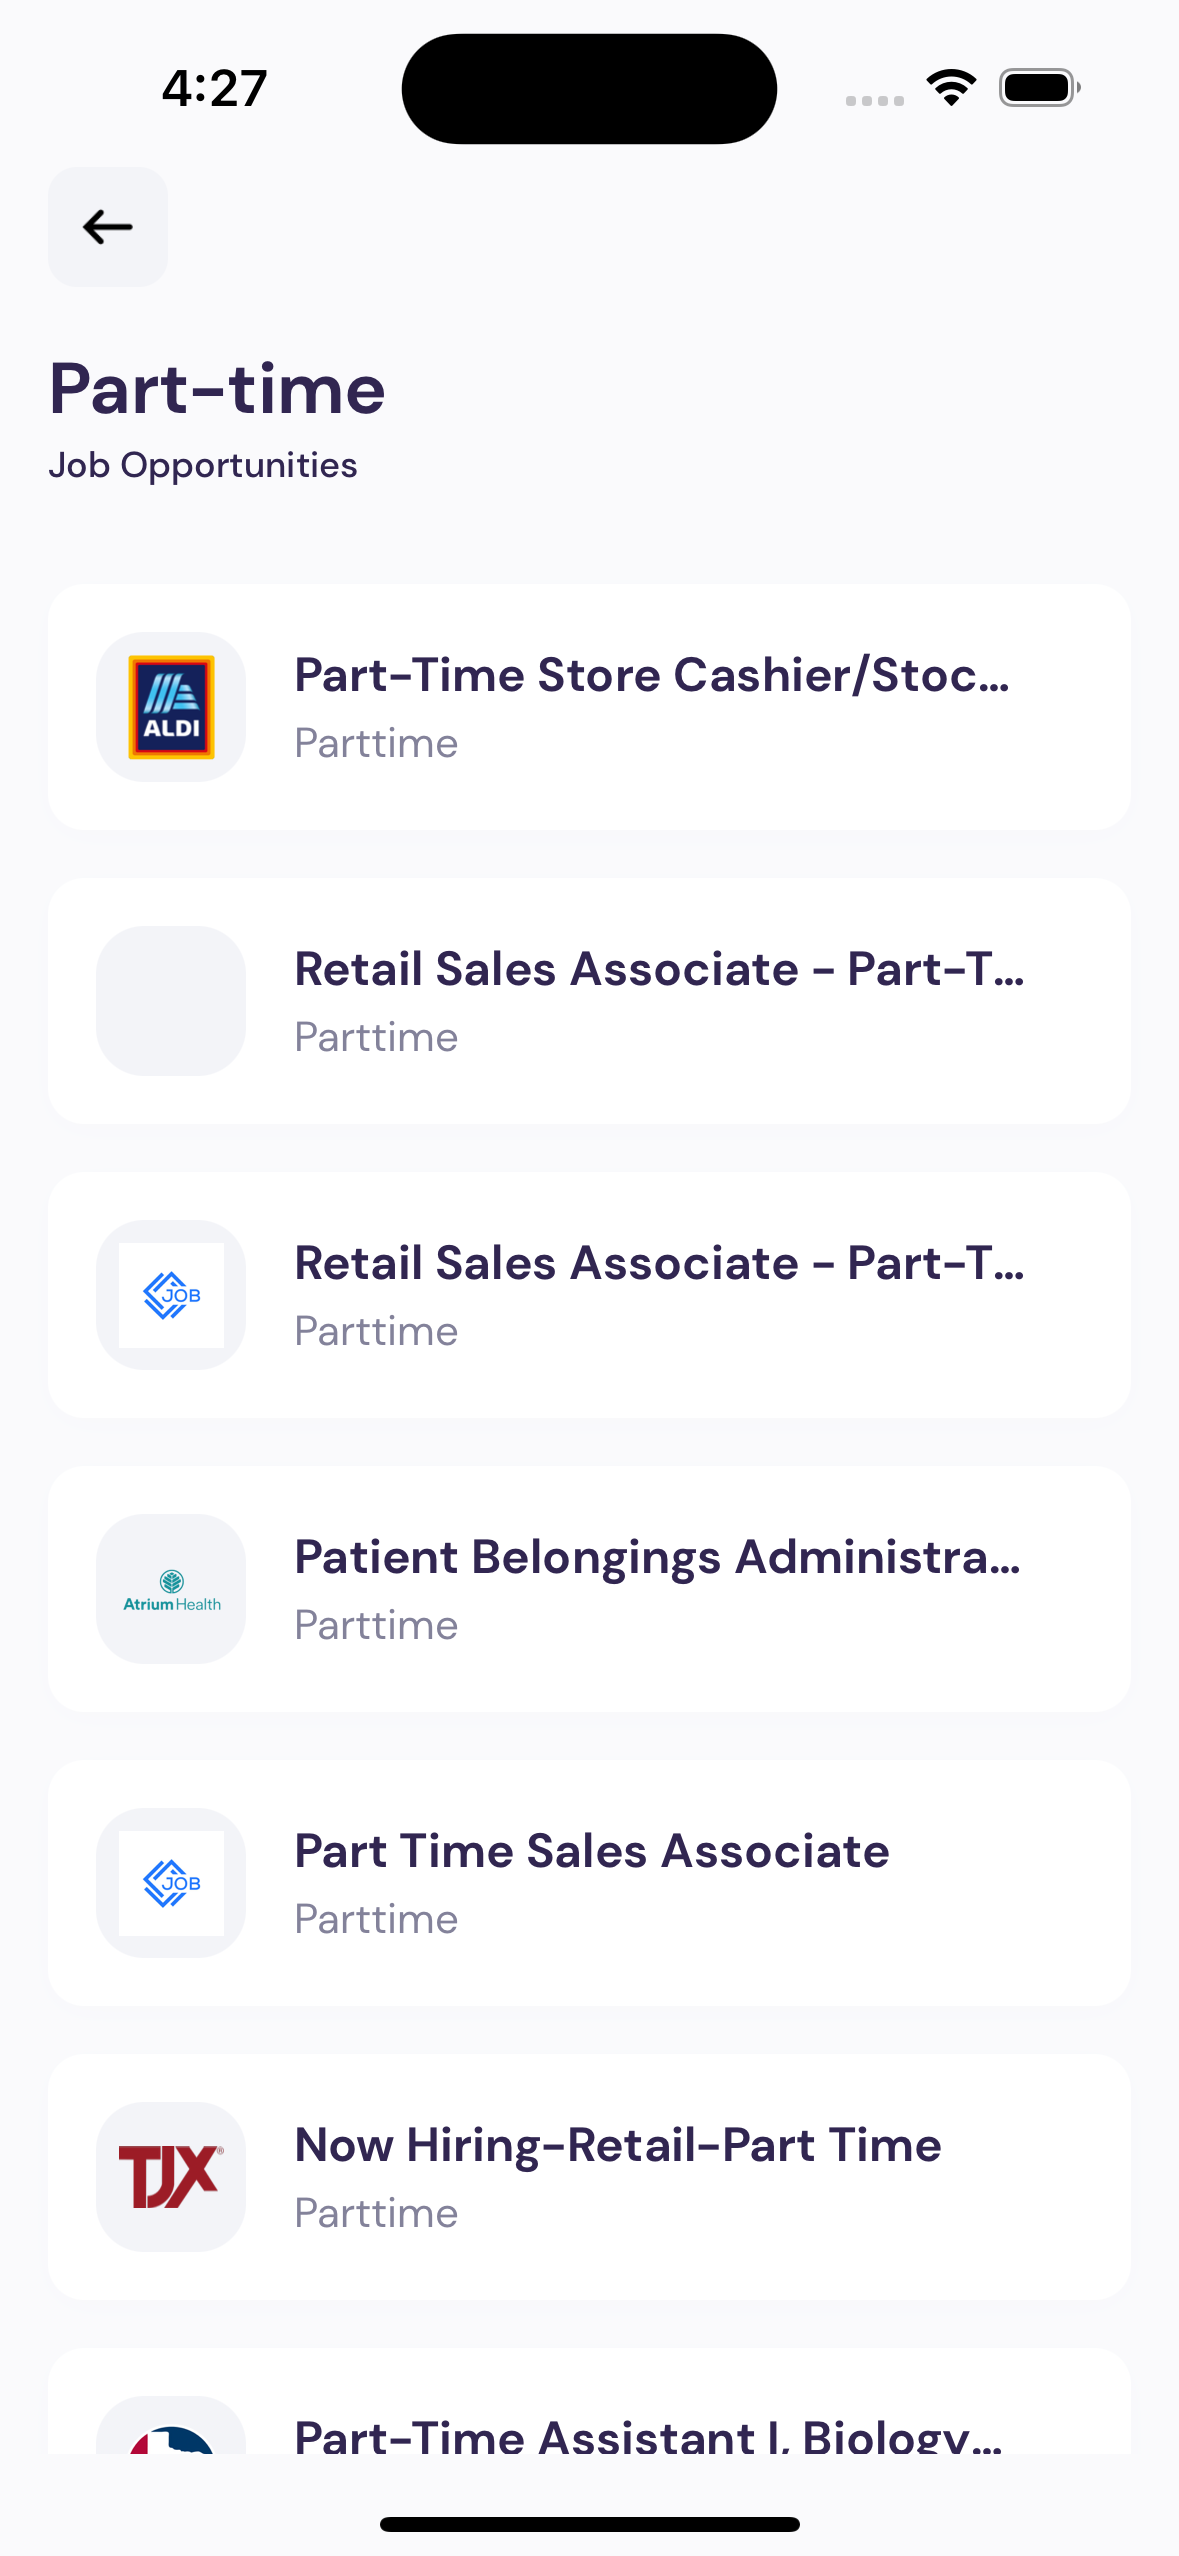 4:27
Part-time
Job Opportunities
ALDI
Part-Time Store Cashier/Stoc...
Parttime
Retail Sales Associate - Part-T...
Parttime
JOB
Retail Sales Associate - Part-T...
Parttime
Atrium Health
Patient Belongings Administra...
Parttime
JOB
Part Time Sales Associate
Parttime
TJX®
Now Hiring-Retail-Part Time
Parttime
Part-Time Assistant I, Biology...